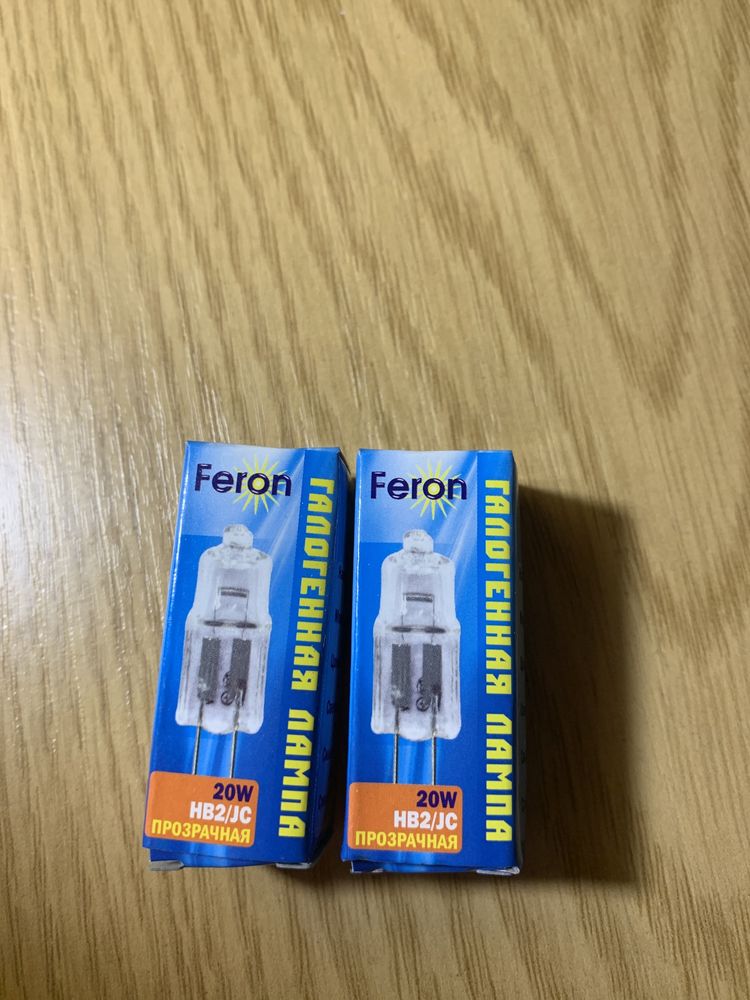 Feron
ГАЛОГЕННАЯ ЛАМПА
20W
HB2/JC
ПРОЗРАЧНАЯ
Feron
ГАЛОГЕННАЯ ЛАМПА
20W
HB2/JC
ПРОЗРАЧНАЯ